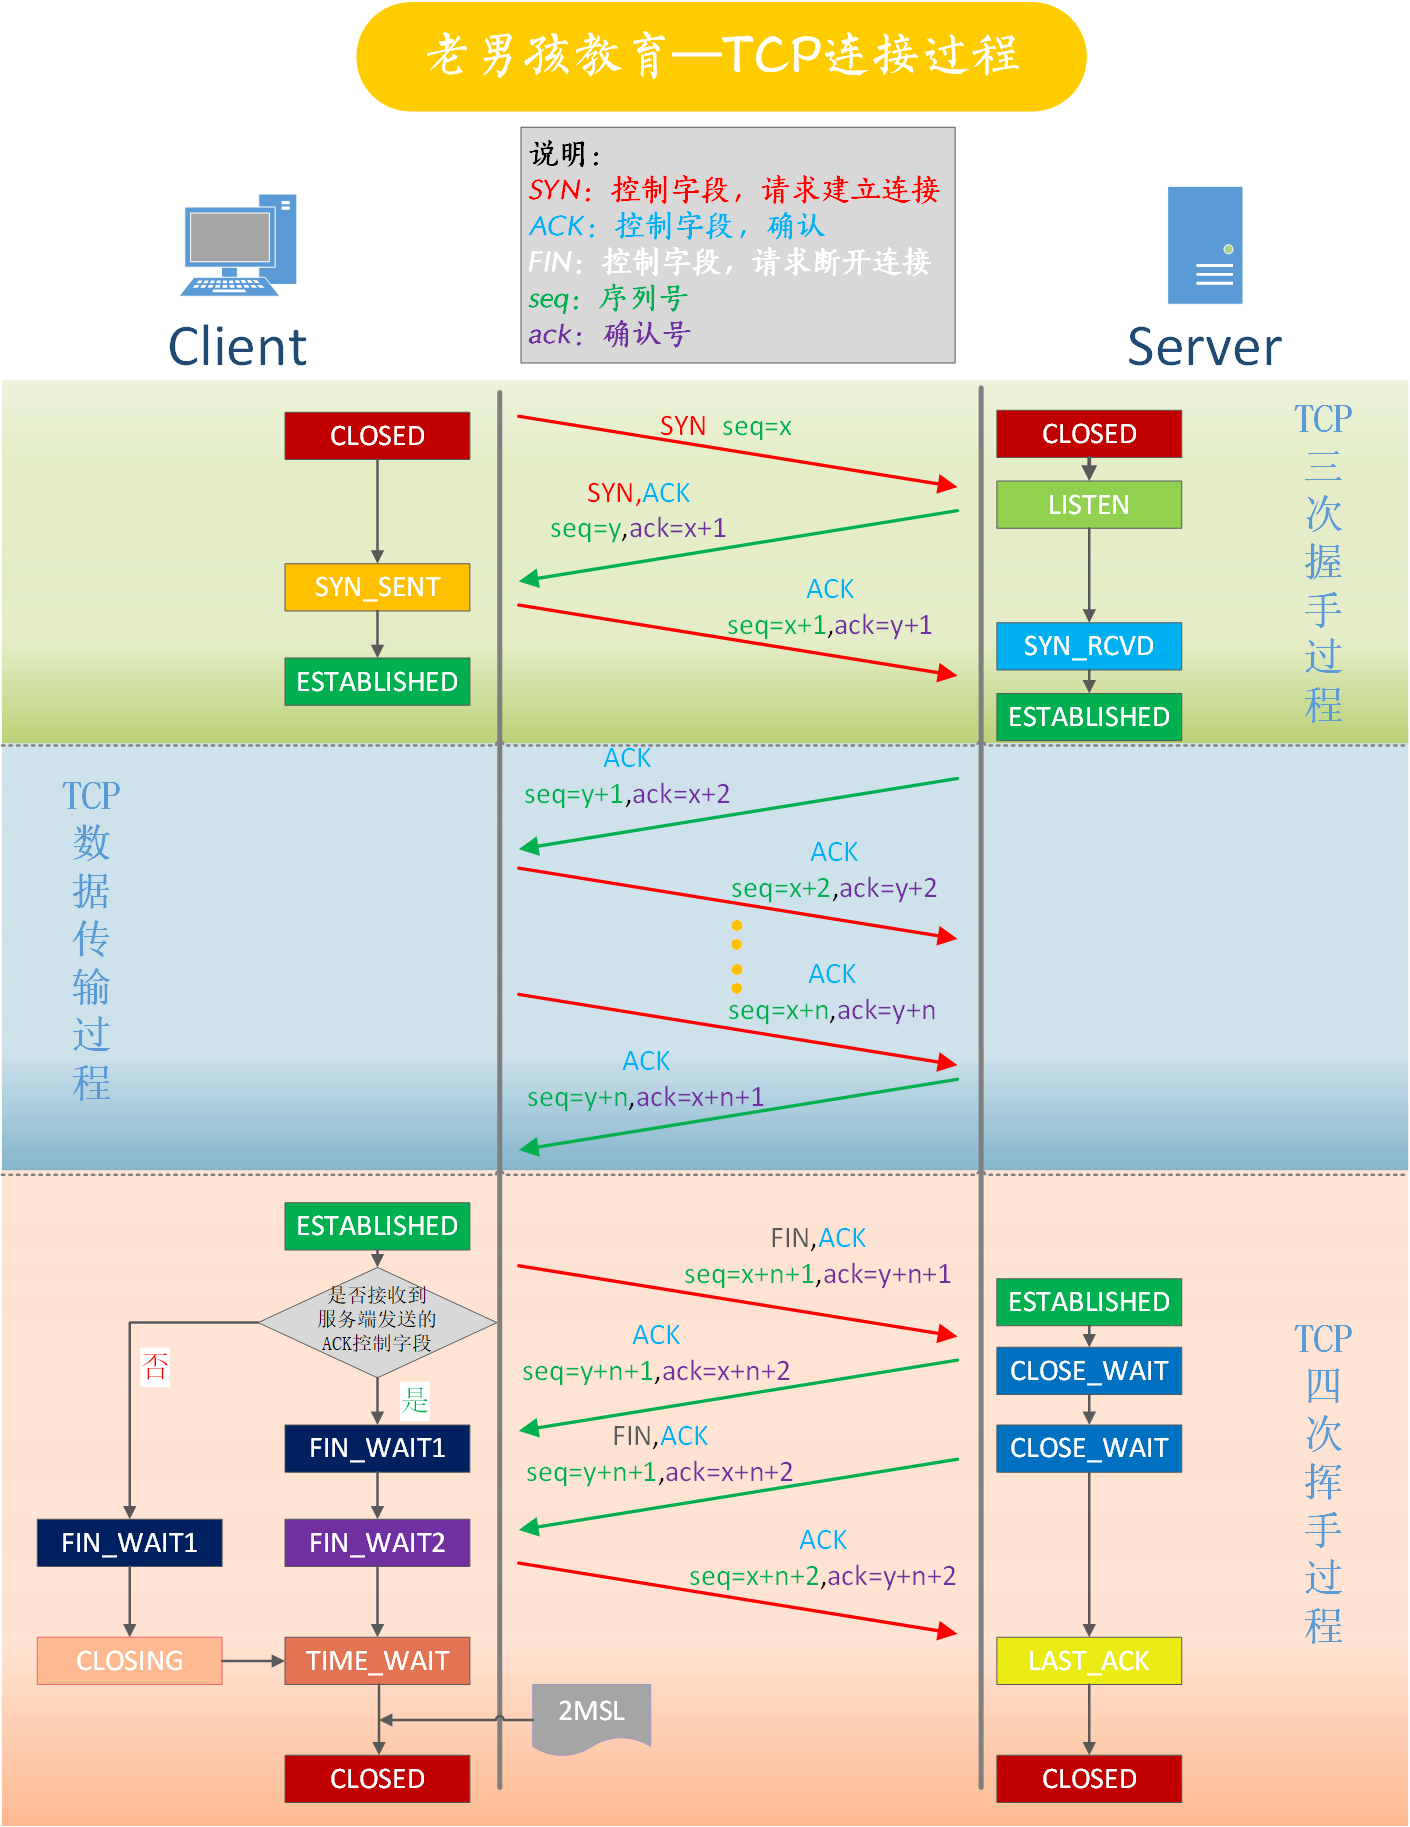 老男孩教育—TCP连接过程
说明：
SYN：控制字段，请求建立连接
ACK：控制字段，确认
FIN：控制字段，请求断开连接
seq：序列号
ack：确认号
Client
Server
TCP三次握手过程
CLOSED
SYN seq=x
CLOSED
LISTEN
SYN,ACK
seq=y,ack=x+1
SYN_SENT
ACK
seq=x+1,ack=y+1
SYN_RCVD
ESTABLISHED
ESTABLISHED
TCP数据传输过程
ACK
seq=y+1,ack=x+2
ACK
seq=x+2,ack=y+2
ACK
seq=x+n,ack=y+n
ACK
seq=y+n,ack=x+n+1
TCP四次挥手过程
ESTABLISHED
FIN,ACK
seq=x+n+1,ack=y+n+1
ESTABLISHED
是否接收到
服务端发送的
ACK控制字段
否
是
ACK
seq=y+n+1,ack=x+n+2
CLOSE_WAIT
FIN_WAIT1
FIN,ACK
seq=y+n+1,ack=x+n+2
CLOSE_WAIT
FIN_WAIT1
FIN_WAIT2
ACK
seq=x+n+2,ack=y+n+2
CLOSING
TIME_WAIT
LAST_ACK
2MSL
CLOSED
CLOSED